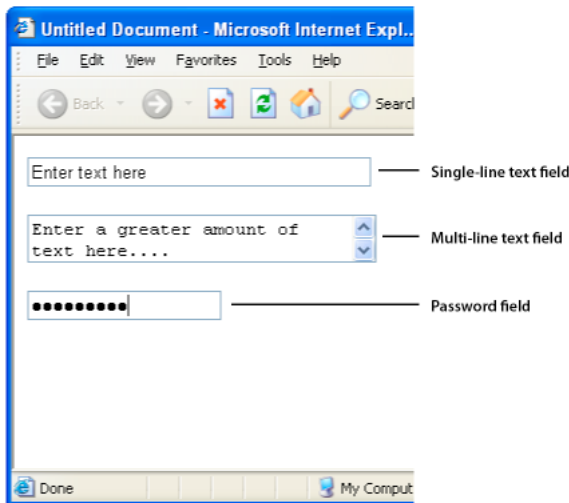 Untitled Document - Microsoft Internet Expl..
File Edit View Favorites Tools Help
Back Search
Enter text here
Single-line text field
Enter a greater amount of
text here....
Multi-line text field
Password field
Done My Comput